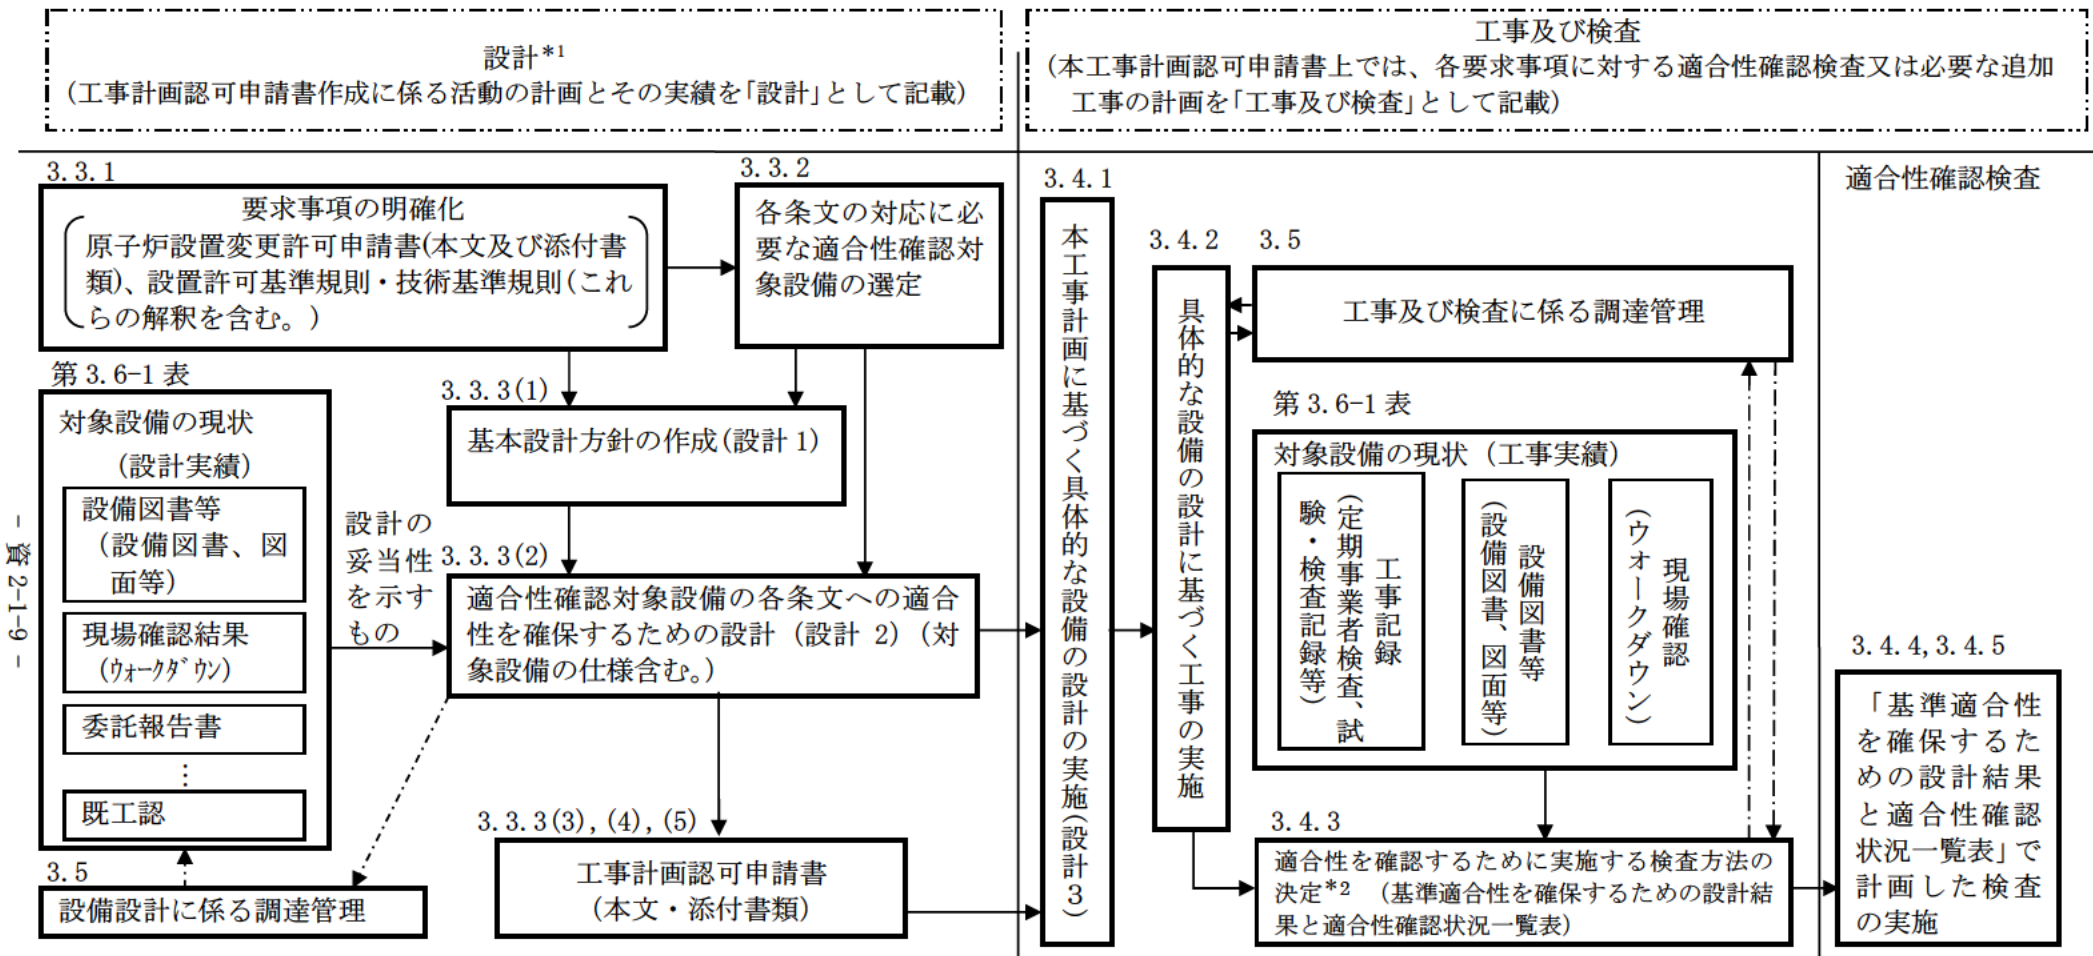 設計*1
(工事計画認可申請書作成に係る活動の計画とその実績を「設計」として記載)
工事及び検査
(本工事計画認可申請書上では、各要求事項に対する適合性確認検査又は必要な追加
工事の計画を「工事及び検査」として記載)
3.3.1
要求事項の明確化
原子炉設置変更許可申請書(本文及び添付書
類)、設置許可基準規則・技術基準規則(これ
らの解釈を含む。)
3.3.2
各条文の対応に必
要な適合性確認対
象設備の選定
第 3.6-1 表
対象設備の現状
(設計実績)
設備図書等
(設備図書、図
面等)
現場確認結果
(ウォークダウン)
委託報告書
⋮
既工認
3.5
設備設計に係る調達管理
設計の
妥当性
を示す
もの
3.3.3(1)
基本設計方針の作成(設計 1)
3.3.3(2)
適合性確認対象設備の各条文への適合
性を確保するための設計(設計 2)(対
象設備の仕様含む。)
3.3.3(3),(4),(5)
工事計画認可申請書
(本文・添付書類)
3.4.1
本工事計画に基づく具体的な設備の設計の実施(設計3)
3.4.2
具体的な設備の設計に基づく工事の実施
3.5
工事及び検査に係る調達管理
第 3.6-1 表
対象設備の現状(工事実績)
工事記録
(定期事業者検査、試
験・検査記録等)
設備図書等
(設備図書、図面等)
現場確認
(ウォークダウン)
3.4.3
適合性を確認するために実施する検査方法の
決定*2 (基準適合性を確保するための設計結
果と適合性確認状況一覧表)
適合性確認検査
3.4.4,3.4.5
「基準適合性
を確保するた
めの設計結果
と適合性確認
状況一覧表」で
計画した検査
の実施
- 資2-1-9 -